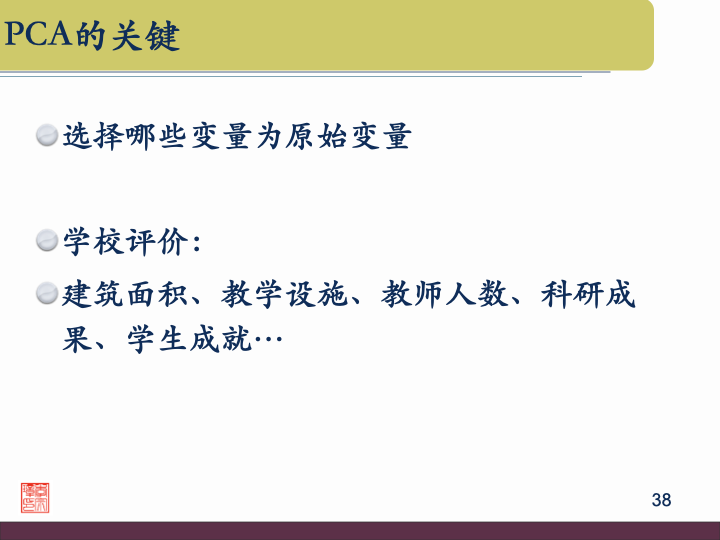 PCA的关键
选择哪些变量为原始变量
学校评价：
建筑面积、教学设施、教师人数、科研成
果、学生成就…
38